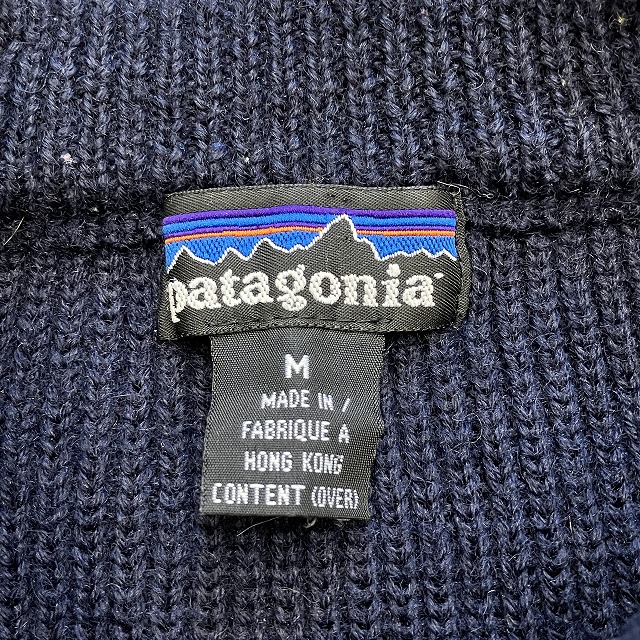 patagonia
M
MADE IN /
FABRIQUE A
HONG KONG
CONTENT (OVER)